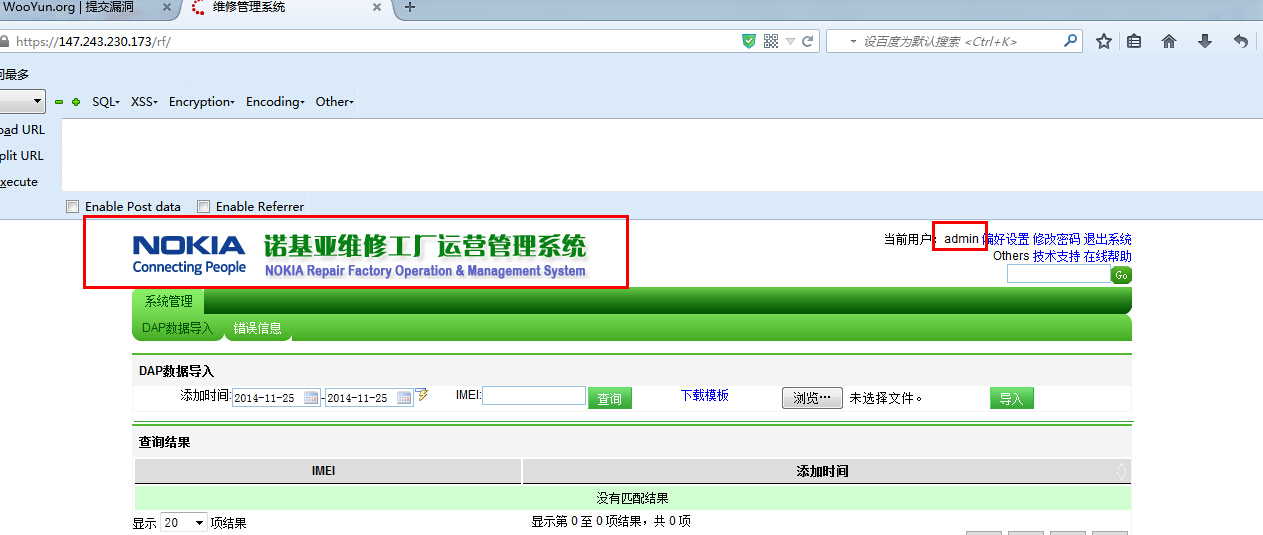 WooYun.org | 提交漏洞
维修管理系统
https://147.243.230.173/rf/
设百度为默认搜索 <Ctrl+K>
问最多
SQL
XSS
Encryption
Encoding
Other
oad URL
plit URL
xecute
Enable Post data
Enable Referrer
NOKIA
Connecting People
诺基亚维修工厂运营管理系统
NOKIA Repair Factory Operation & Management System
当前用户: admin 偏好设置 修改密码 退出系统
Others 技术支持 在线帮助
Go
系统管理
DAP数据导入 错误信息
DAP数据导入
添加时间: 2014-11-25 - 2014-11-25 IMEI: 查询 下载模板 浏览… 未选择文件。 导入
查询结果
IMEI 添加时间
没有匹配结果
显示 20 项结果 显示第 0 至 0 项结果，共 0 项